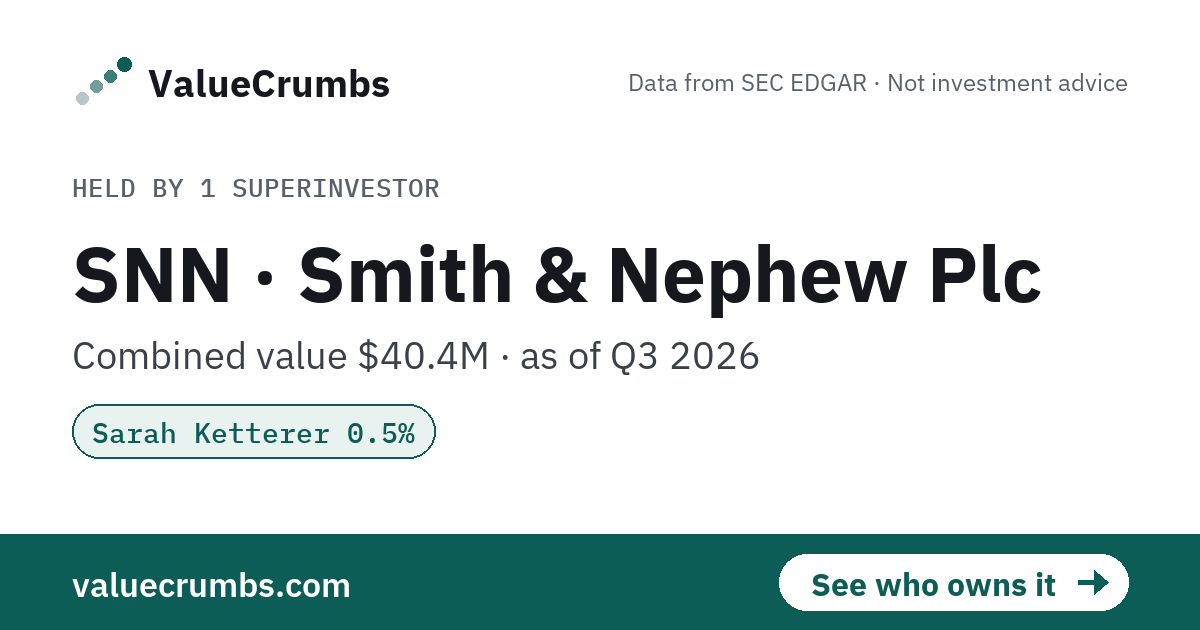 ValueCrumbs
Data from SEC EDGAR · Not investment advice
HELD BY 1 SUPERINVESTOR
SNN · Smith & Nephew Plc
Combined value $40.4M · as of Q3 2026
Sarah Ketterer 0.5%
valuecrumbs.com
See who owns it →